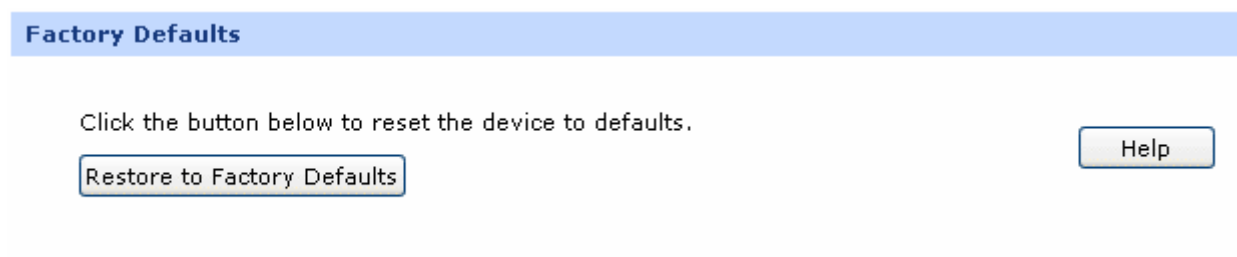 Factory Defaults
Click the button below to reset the device to defaults.
Help
Restore to Factory Defaults